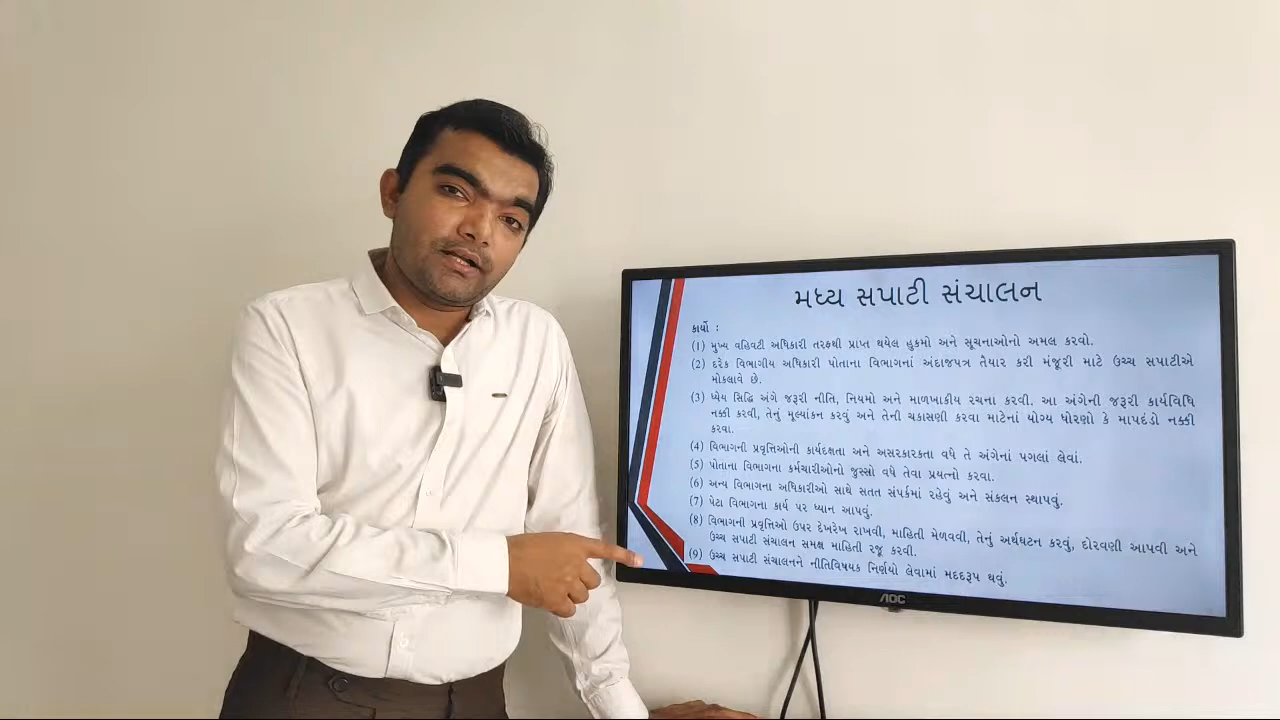 મધ્ય સપાટી સંચાલન
કાર્યો :
(1) મુખ્ય વહિવટી અધિકારી તરફથી પ્રાપ્ત થયેલ હુકમો અને સૂચનાઓનો અમલ કરવો.
(2) દરેક વિભાગીય અધિકારી પોતાના વિભાગનાં અંદાજપત્ર તૈયાર કરી મંજૂરી માટે ઉચ્ચ સપાટીએ
મોકલાવે છે.
(3) ધ્યેય સિદ્ધિ અંગે જરૂરી નીતિ, નિયમો અને માળખાકીય રચના કરવી. આ અંગેની જરૂરી કાર્યવિધિ
નક્કી કરવી, તેનું મૂલ્યાંકન કરવું અને તેની ચકાસણી કરવા માટેનાં યોગ્ય ધોરણો કે માપદંડો નક્કી
કરવા.
(4) વિભાગની પ્રવૃત્તિઓની કાર્યદક્ષતા અને અસરકારકતા વધે તે અંગેનાં પગલાં લેવાં.
(5) પોતાના વિભાગના કર્મચારીઓનો જુસ્સો વધે તેવા પ્રયત્નો કરવા.
(6) અન્ય વિભાગના અધિકારીઓ સાથે સતત સંપર્કમાં રહેવું અને સંકલન સ્થાપવું.
(7) પેટા વિભાગના કાર્ય પર ધ્યાન આપવું.
(8) વિભાગની પ્રવૃત્તિઓ ઉપર દેખરેખ રાખવી, માહિતી મેળવવી, તેનું અર્થઘટન કરવું, દોરવણી આપવી અને
ઉચ્ચ સપાટી સંચાલન સમક્ષ માહિતી રજૂ કરવી.
(9) ઉચ્ચ સપાટી સંચાલનને નીતિવિષયક નિર્ણયો લેવામાં મદદરૂપ થવું.
AOC